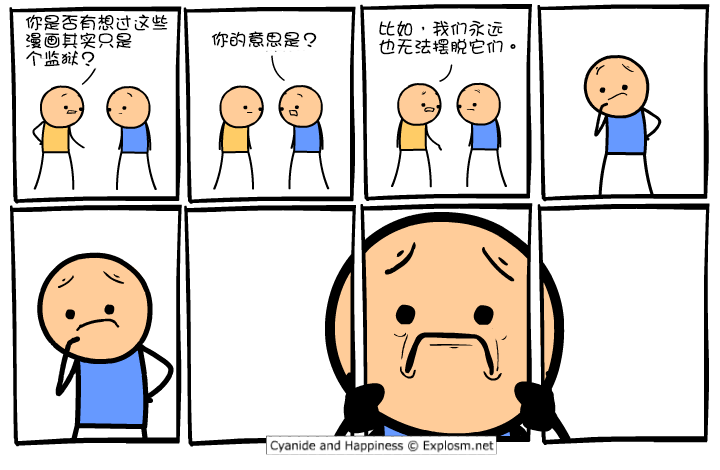 你是否有想过这些
漫画其实只是
个监狱？
你的意思是？
比如，我们永远
也无法摆脱它们。
Cyanide and Happiness © Explosm.net